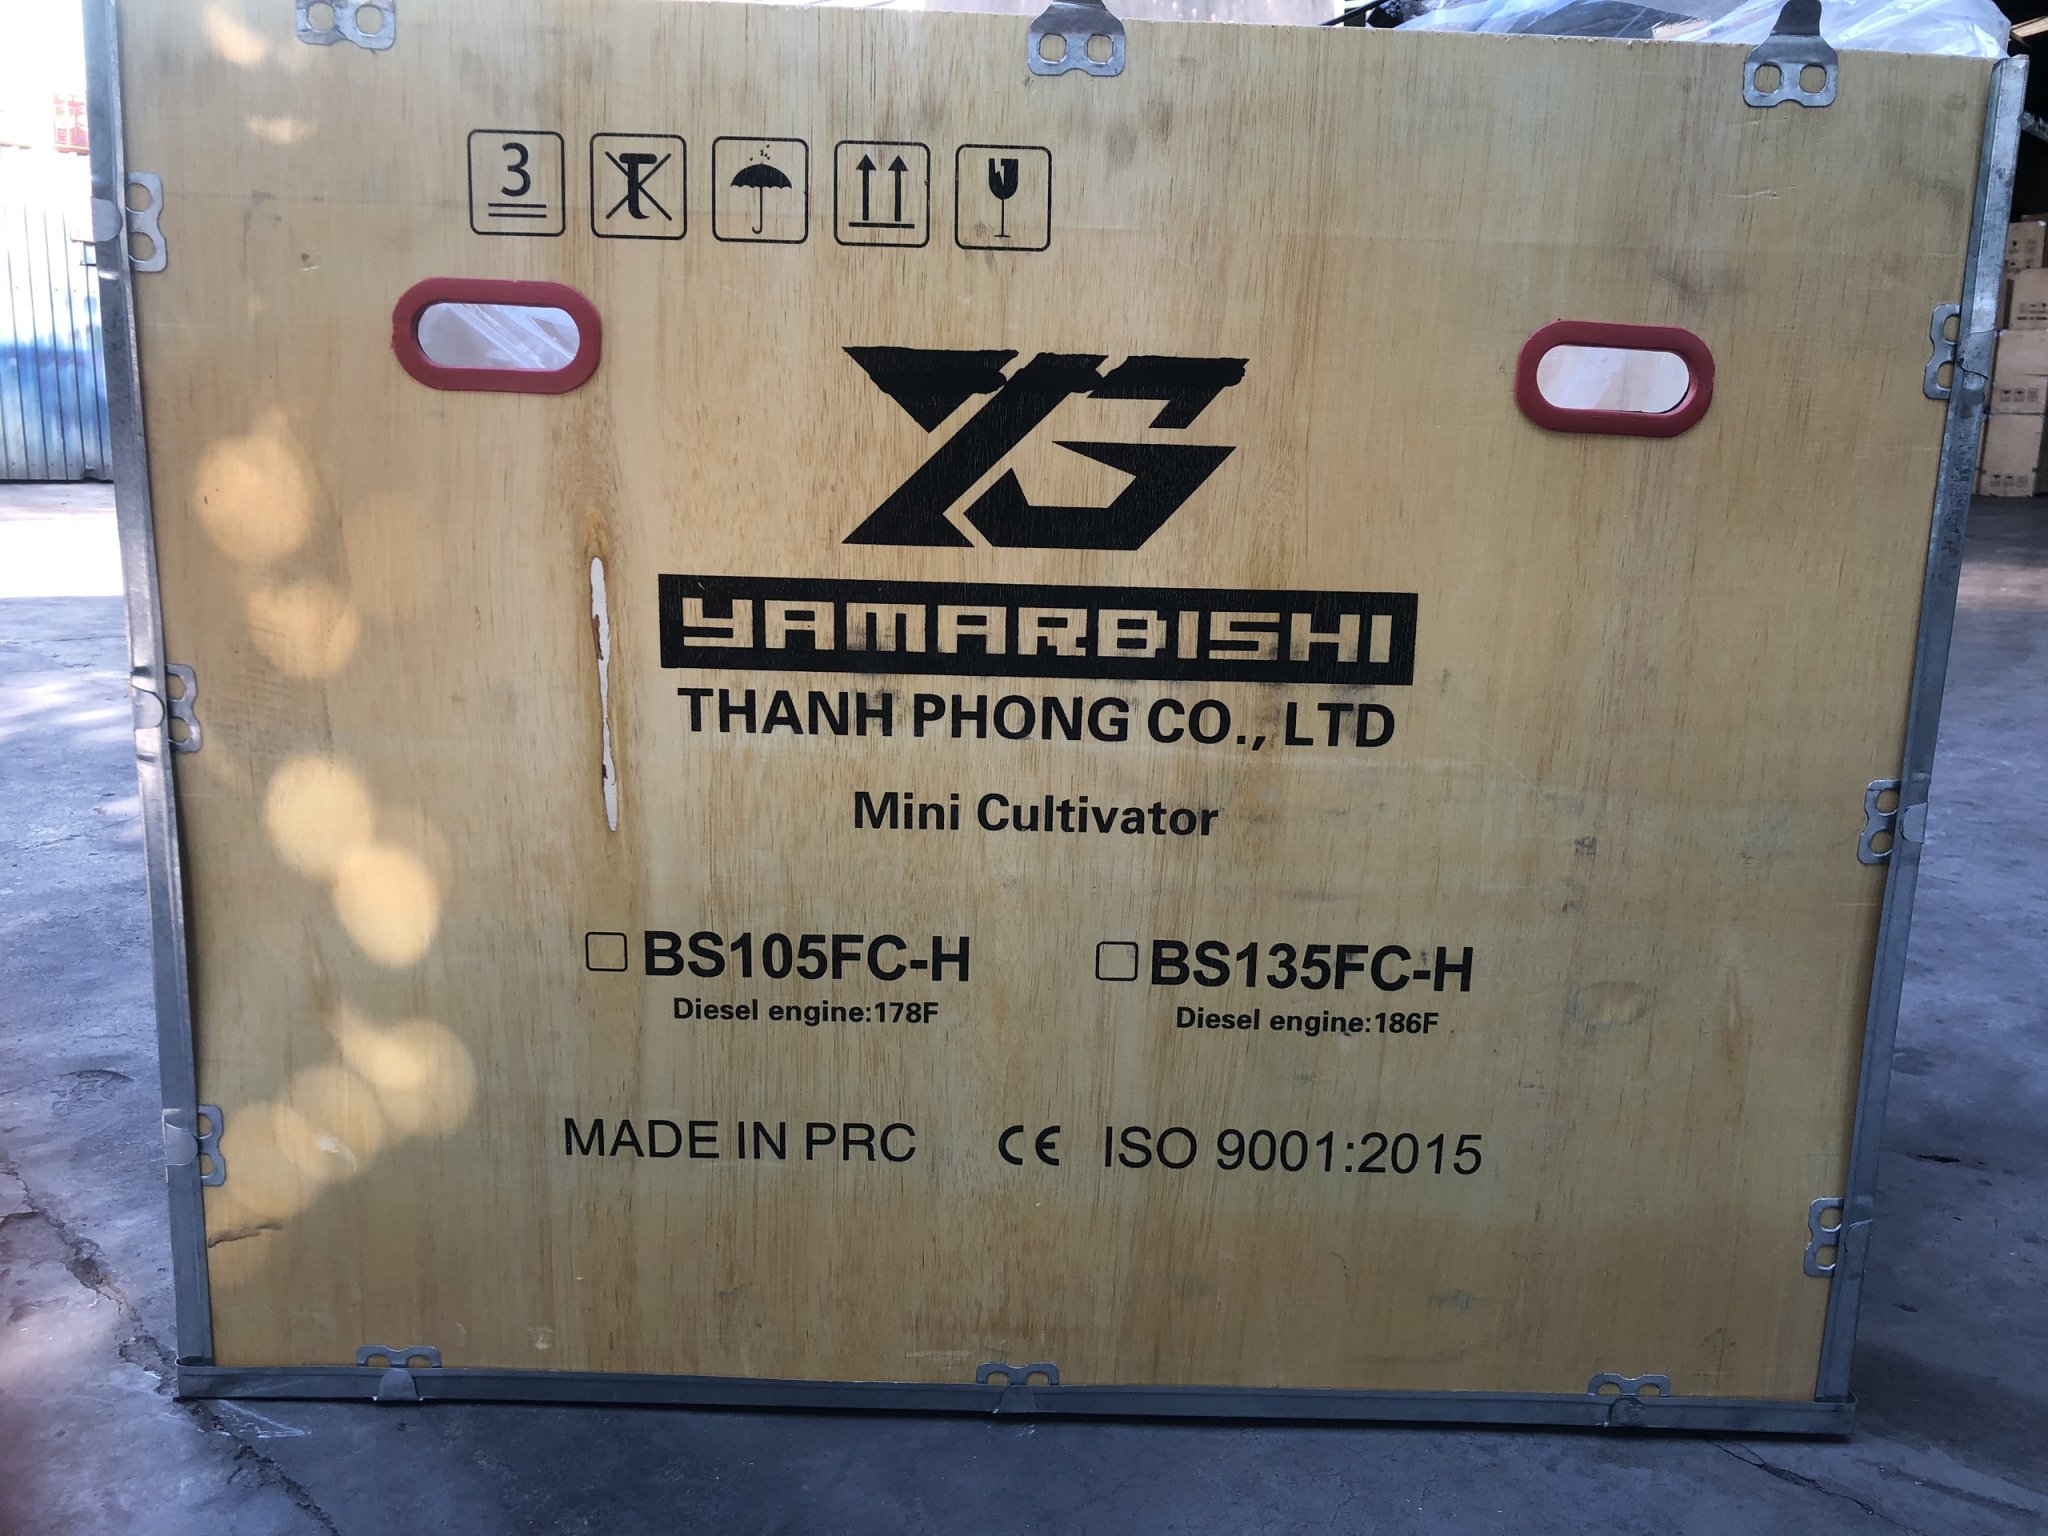 3
YAMARBISHI
THANH PHONG CO., LTD
Mini Cultivator
BS105FC-H BS135FC-H
Diesel engine:178F Diesel engine:186F
MADE IN PRC CE ISO 9001:2015